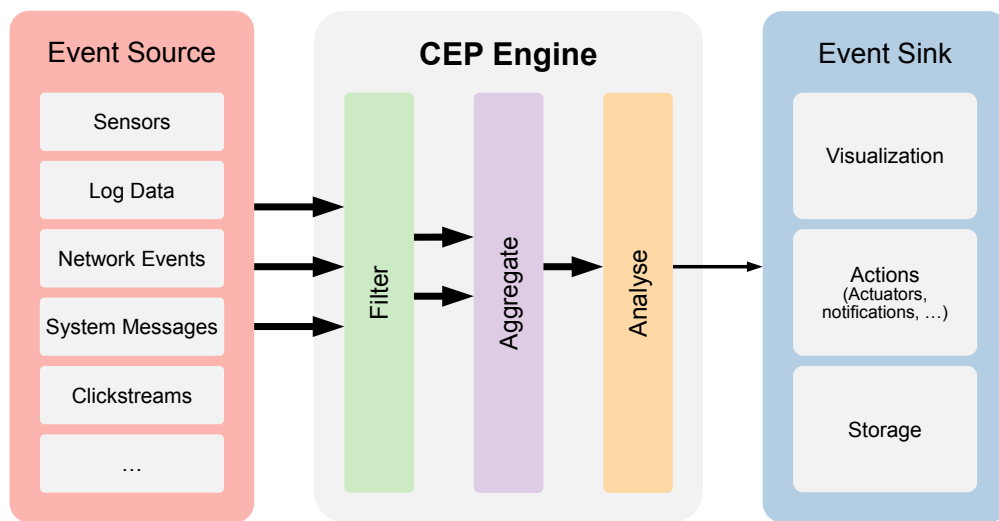 Event Source
Sensors
Log Data
Network Events
System Messages
Clickstreams
…
CEP Engine
Filter
Aggregate
Analyse
Event Sink
Visualization
Actions
(Actuators,
notifications, …)
Storage